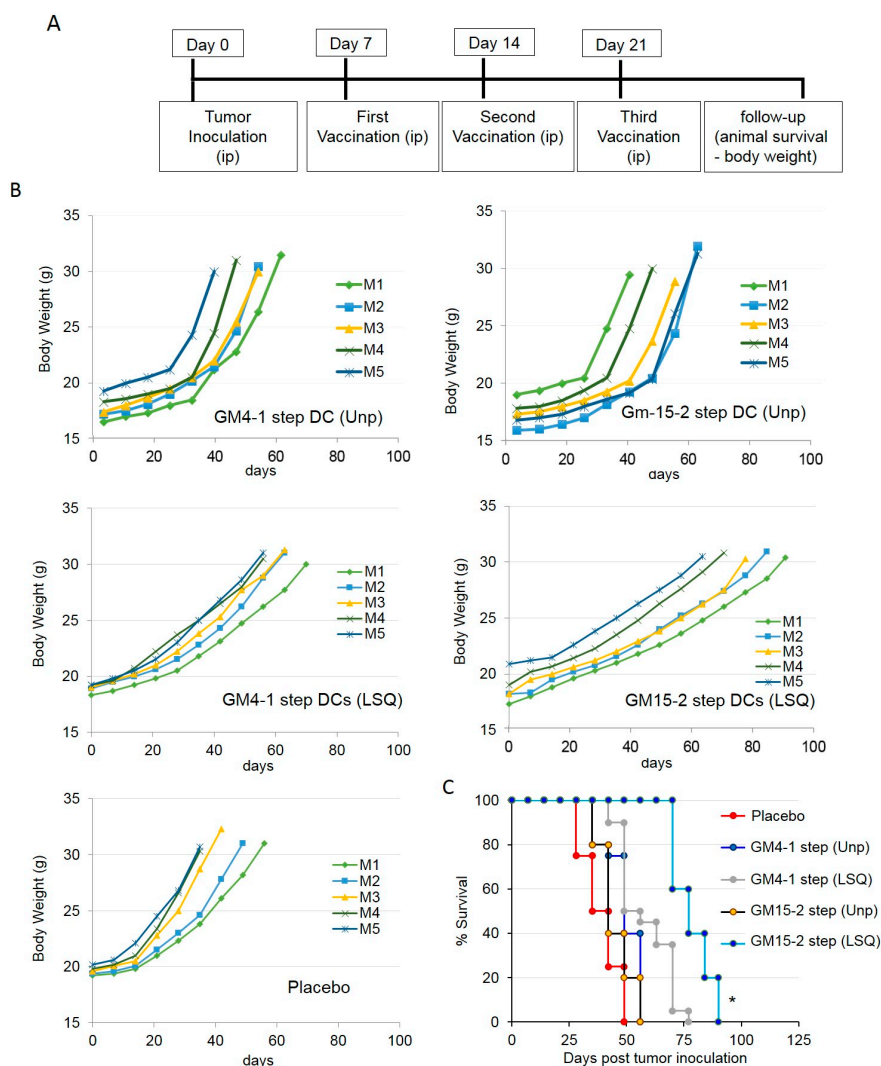 A
Day 0
Day 7
Day 14
Day 21
Tumor
Inoculation
(ip)
First
Vaccination (ip)
Second
Vaccination (ip)
Third
Vaccination
(ip)
follow-up
(animal survival
- body weight)
B
35
30
25
20
15
Body Weight (g)
0 20 40 60 80 100
days
M1
M2
M3
M4
M5
GM4-1 step DC (Unp)
35
30
25
20
15
Body Weight (g)
0 20 40 60 80 100
days
M1
M2
M3
M4
M5
Gm-15-2 step DC (Unp)
35
30
25
20
15
Body Weight (g)
0 20 40 60 80 100
days
M1
M2
M3
M4
M5
GM4-1 step DCs (LSQ)
35
30
25
20
15
Body Weight (g)
0 20 40 60 80 100
days
M1
M2
M3
M4
M5
GM15-2 step DCs (LSQ)
35
30
25
20
15
Body Weight (g)
0 20 40 60 80 100
days
M1
M2
M3
M4
M5
Placebo
C
100
80
60
40
20
0
% Survival
0 25 50 75 100 125
Days post tumor inoculation
Placebo
GM4-1 step (Unp)
GM4-1 step (LSQ)
GM15-2 step (Unp)
GM15-2 step (LSQ)
*